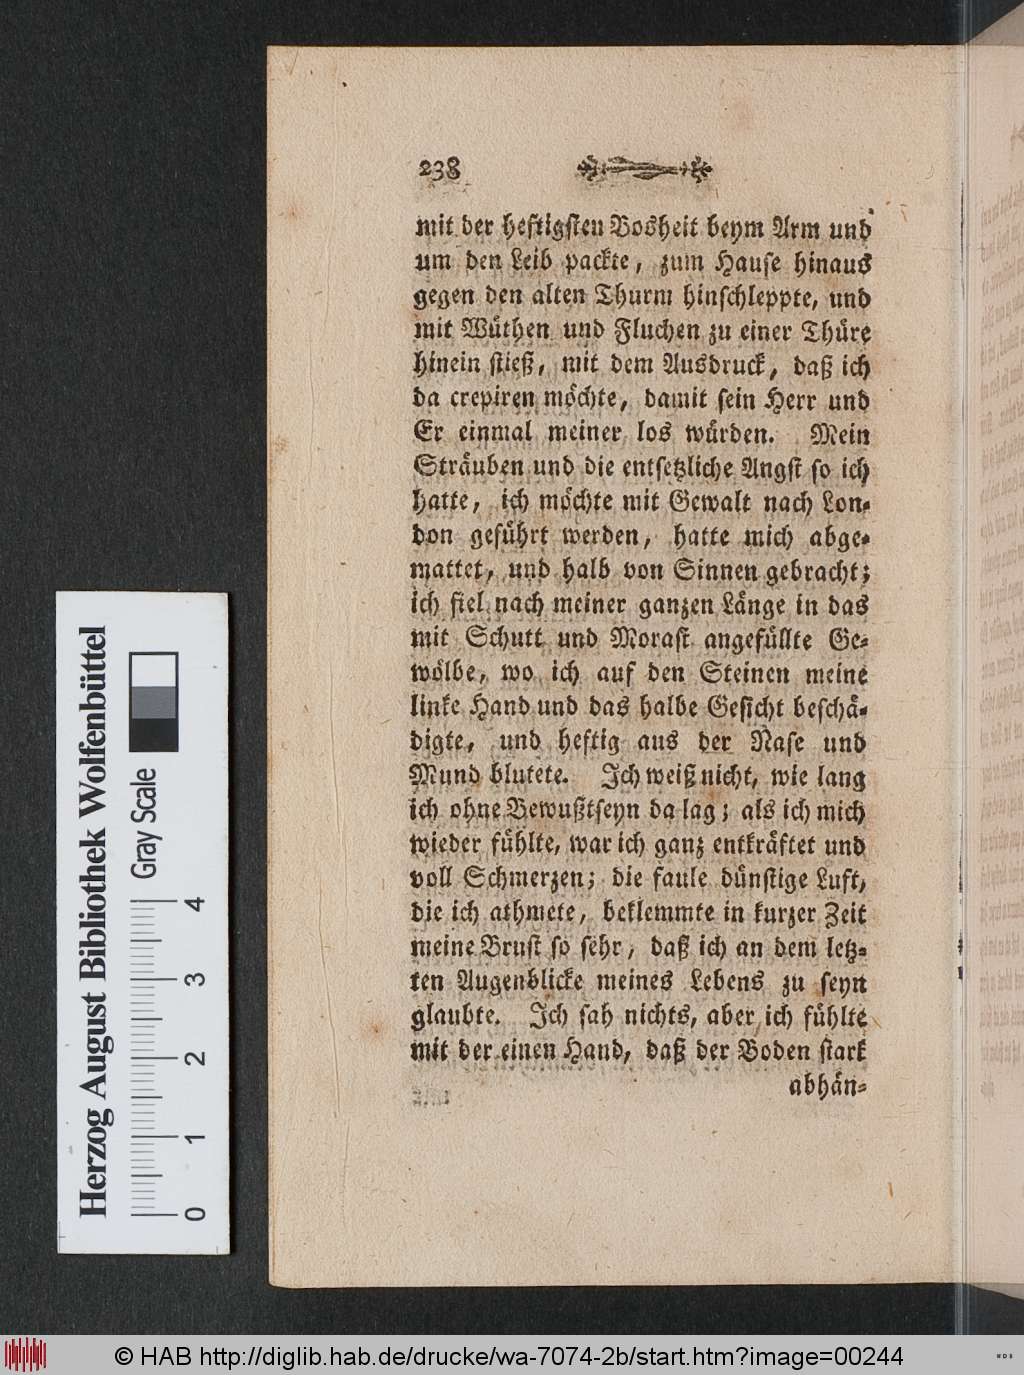 238
mit der heftigsten Bosheit beym Arm und
um den Leib packte, zum Hause hinaus
gegen den alten Thurm hinschleppte, und
mit Wüthen und Fluchen zu einer Thüre
hinein stieß, mit dem Ausdruck, daß ich
da crepiren möchte, damit sein Herr und
Er einmal meiner los würden. Mein
Sträuben und die entsetzliche Angst so ich
hatte, ich möchte mit Gewalt nach Lon-
don geführt werden, hatte mich abge-
mattet, und halb von Sinnen gebracht;
ich fiel nach meiner ganzen Länge in das
mit Schutt und Morast angefüllte Ge-
wölbe, wo ich auf den Steinen meine
linke Hand und das halbe Gesicht beschä-
digte, und heftig aus der Nase und
Mund blutete. Ich weiß nicht, wie lang
ich ohne Bewußtseyn da lag; als ich mich
wieder fühlte, war ich ganz entkräftet und
voll Schmerzen; die faule dünstige Luft,
die ich athmete, beklemmte in kurzer Zeit
meine Brust so sehr, daß ich an dem letz-
ten Augenblicke meines Lebens zu seyn
glaubte. Ich sah nichts, aber ich fühlte
mit der einen Hand, daß der Boden stark
abhän-
Herzog August Bibliothek Wolfenbüttel
Gray Scale
0 1 2 3 4
© HAB http://diglib.hab.de/drucke/wa-7074-2b/start.htm?image=00244
WDB